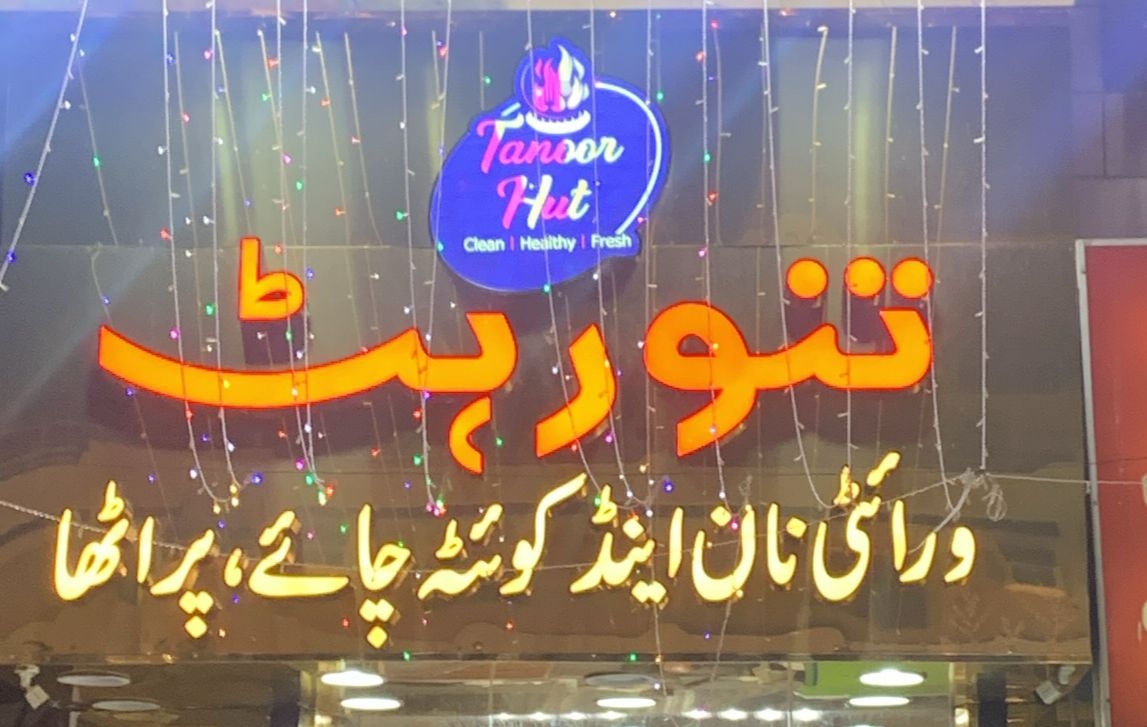 Tanoor
Hut
Clean | Healthy | Fresh
تنور ہٹ
ورائٹی نان اینڈ کوئٹہ چائے، پراٹھا